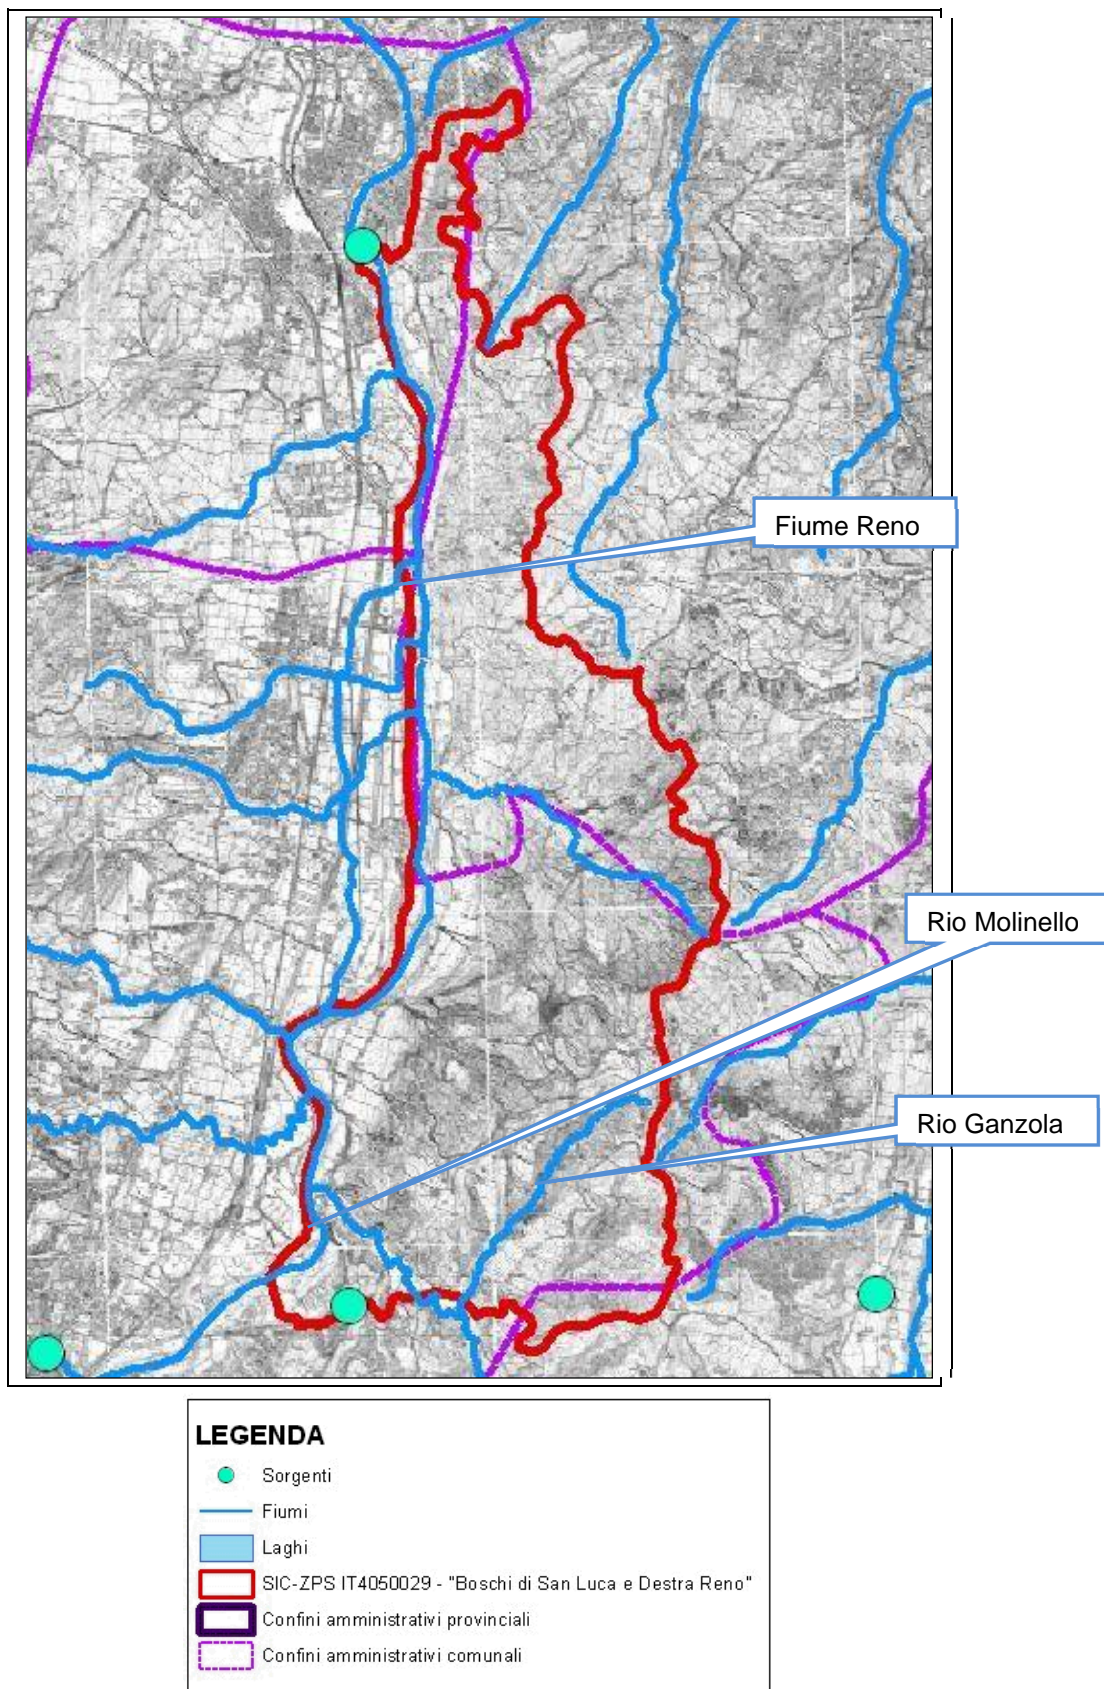 Fiume Reno
Rio Molinello
Rio Ganzola
LEGENDA
Sorgenti
Fiumi
Laghi
SIC-ZPS IT4050029 - "Boschi di San Luca e Destra Reno"
Confini amministrativi provinciali
Confini amministrativi comunali